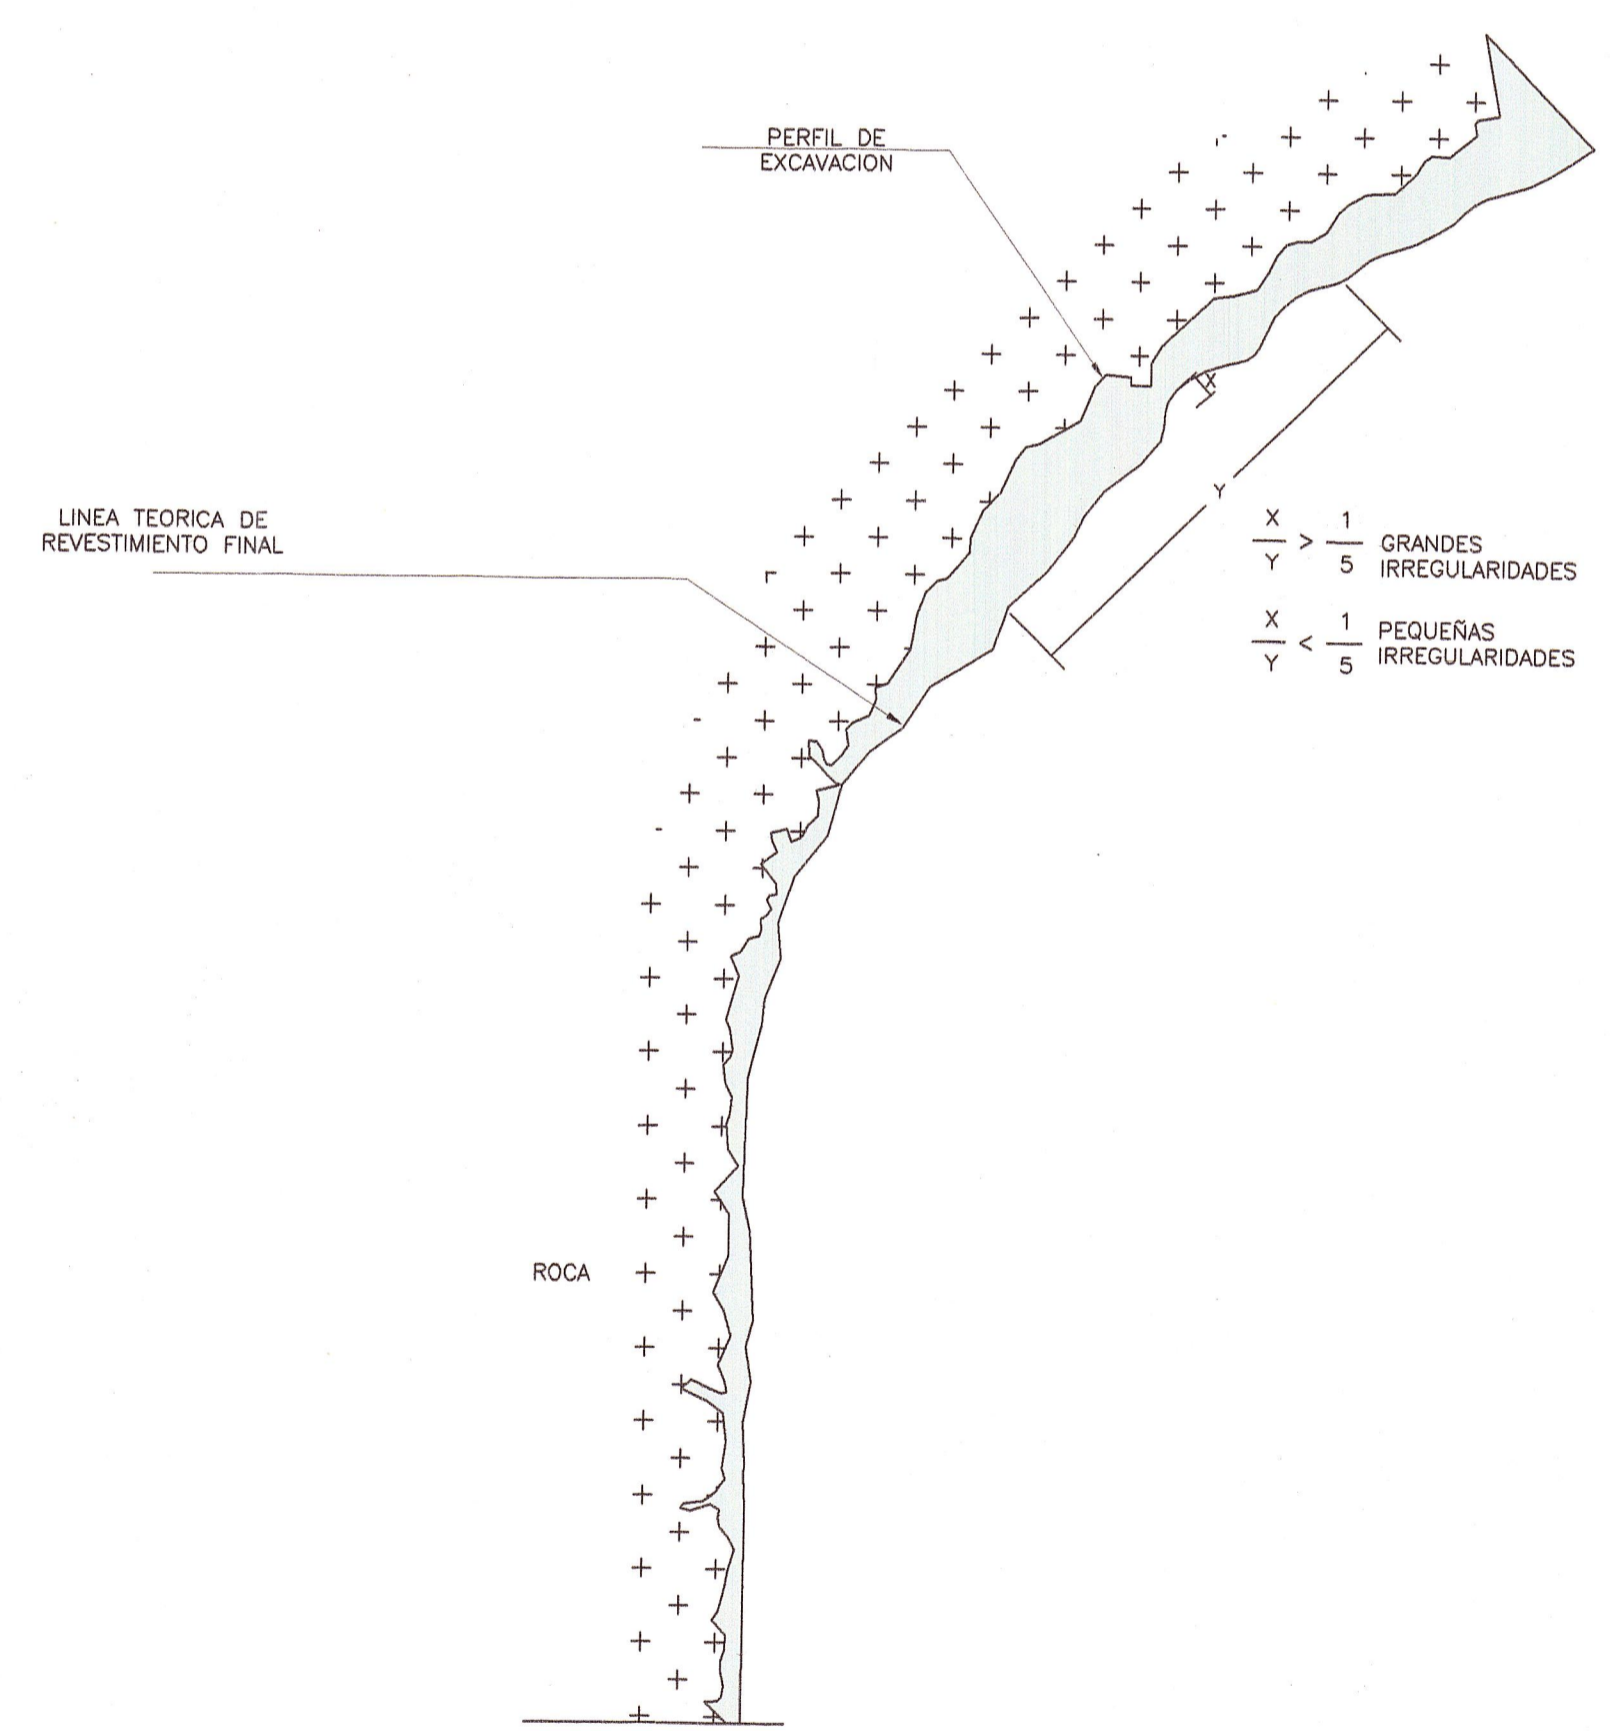 PERFIL DE
EXCAVACION
LINEA TEORICA DE
REVESTIMIENTO FINAL
X
Y
X/Y > 1/5 GRANDES
IRREGULARIDADES
X/Y < 1/5 PEQUEÑAS
IRREGULARIDADES
ROCA